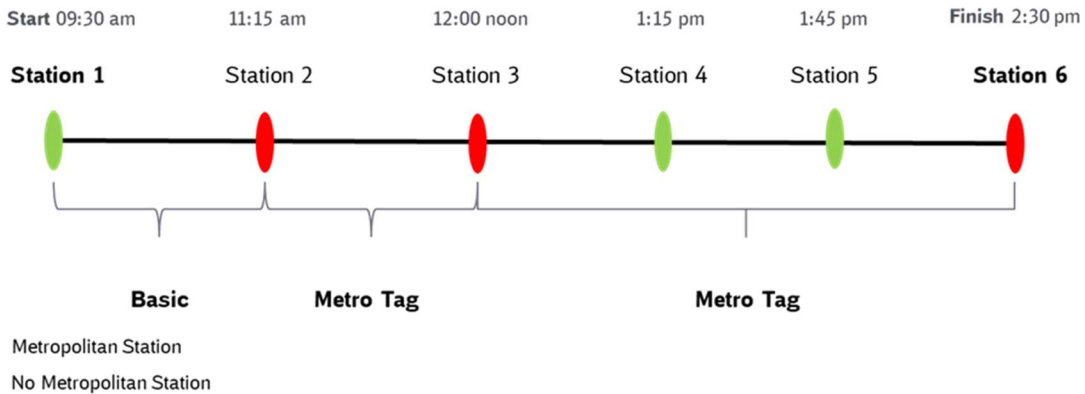 Start 09:30 am 11:15 am 12:00 noon 1:15 pm 1:45 pm Finish 2:30 pm
Station 1 Station 2 Station 3 Station 4 Station 5 Station 6
Basic Metro Tag Metro Tag
Metropolitan Station
No Metropolitan Station